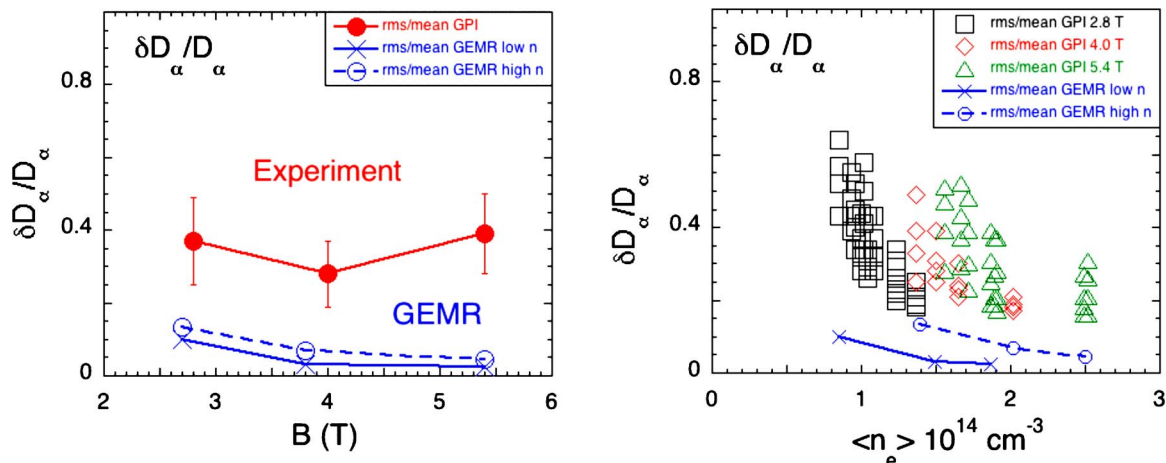 δDα/Dα
rms/mean GPI
rms/mean GEMR low n
rms/mean GEMR high n
0.8
0.4
0
δDα/Dα
Experiment
GEMR
2
3
4
5
6
B (T)
δDα/Dα
rms/mean GPI 2.8 T
rms/mean GPI 4.0 T
rms/mean GPI 5.4 T
rms/mean GEMR low n
rms/mean GEMR high n
0.8
0.4
0
δDα/Dα
0
1
2
3
<ne> 10¹⁴ cm⁻³